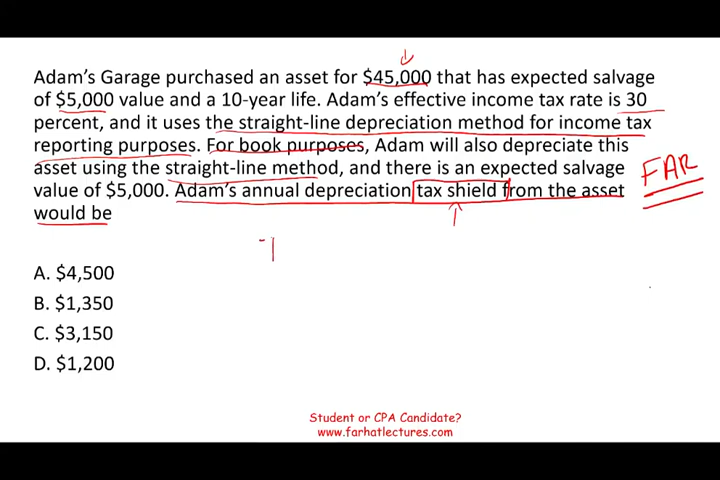 Adam's Garage purchased an asset for $45,000 that has expected salvage
of $5,000 value and a 10-year life. Adam's effective income tax rate is 30
percent, and it uses the straight-line depreciation method for income tax
reporting purposes. For book purposes, Adam will also depreciate this
asset using the straight-line method, and there is an expected salvage
value of $5,000. Adam's annual depreciation tax shield from the asset
would be
FAR
A. $4,500
B. $1,350
C. $3,150
D. $1,200
Student or CPA Candidate?
www.farhatlectures.com